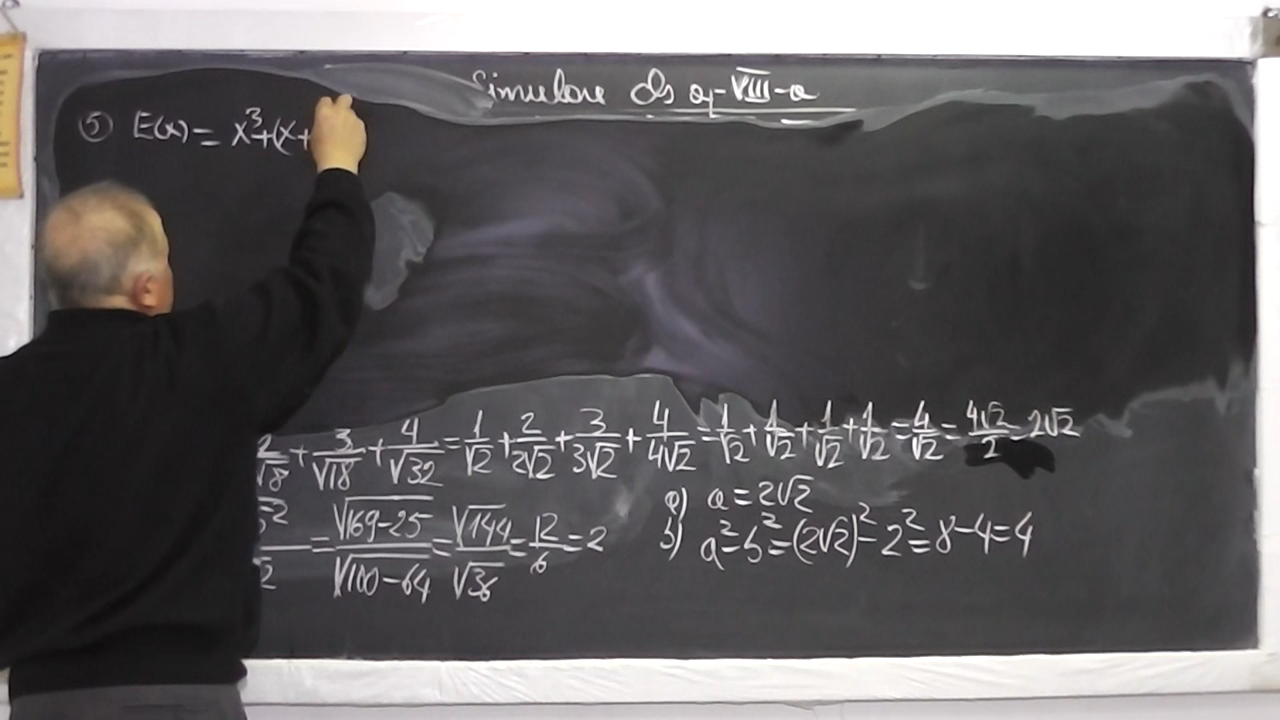 Simulare cls a-VIII-a
⑤ E(x) = x³+(x+
2/√8 + 3/√18 + 4/√32 = 1/√2 + 2/2√2 + 3/3√2 + 4/4√2 = 1/√2 + 1/√2 + 1/√2 + 1/√2 = 4/√2 = 4√2/2 = 2√2
= √169-25/√100-64 = √144/√36 = 12/6 = 2
a) a = 2√2
b) a²-b² = (2√2)²-2² = 8-4 = 4